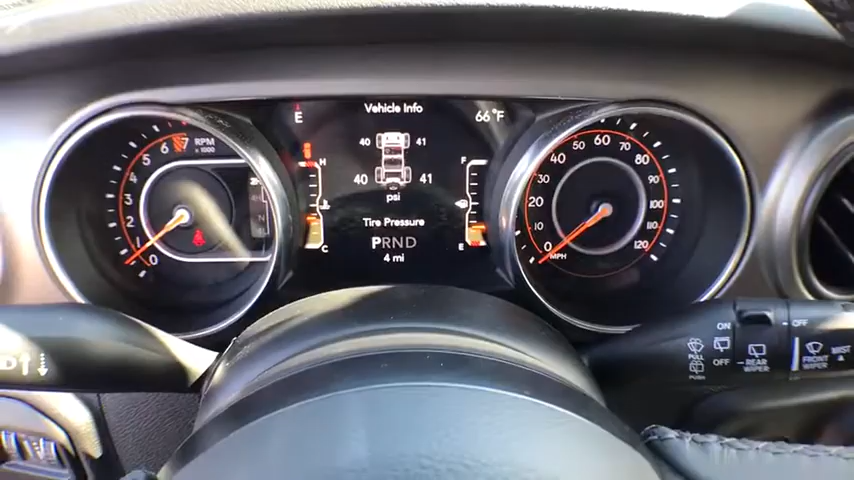 Vehicle Info
66°F
E
40 41
40 41
psi
Tire Pressure
PRND
4 mi
RPM
x 1000
0 1 2 3 4 5 6 7
4H
N
H
C
F
E
0 10 20 30 40 50 60 70 80 90 100 110 120
MPH
ON
OFF
PULL
OFF
REAR
WIPER
FRONT
WIPER
MIST